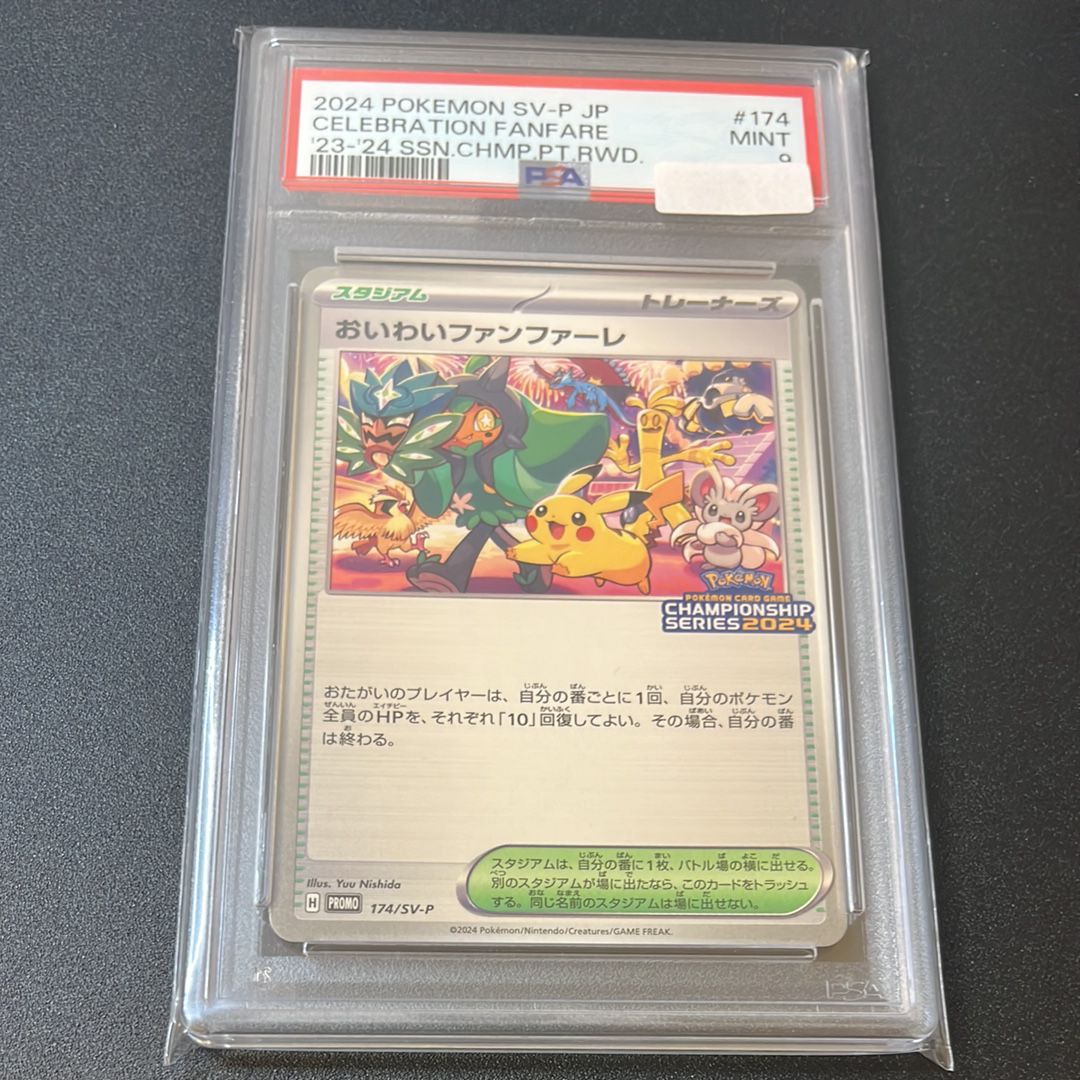 2024 POKEMON SV-P JP
#174
CELEBRATION FANFARE
MINT
'23-'24 SSN.CHMP.PT.RWD.
9
PSA
スタジアム
トレーナーズ
おいわいファンファーレ
POKÉMON
POKÉMON CARD GAME
CHAMPIONSHIP
SERIES 2024
おたがいのプレイヤーは、自分の番ごとに1回、自分のポケモン
全員のHPを、それぞれ「10」回復してよい。その場合、自分の番
は終わる。
スタジアムは、自分の番に1枚、バトル場の横に出せる。
別のスタジアムが場に出たなら、このカードをトラッシュ
する。同じ名前のスタジアムは場に出せない。
Illus. Yuu Nishida
H PROMO 174/SV-P
©2024 Pokémon/Nintendo/Creatures/GAME FREAK.
PSA